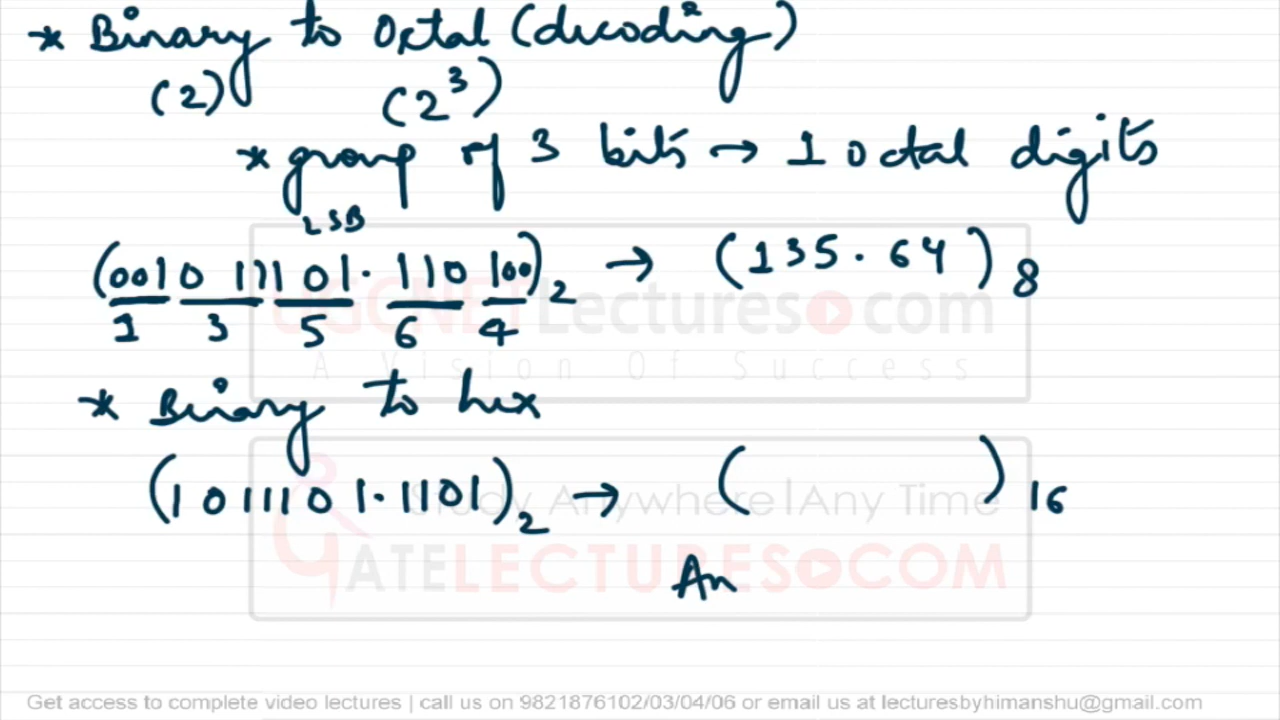 * Binary to Octal (decoding)
(2) (2³)
* group of 3 bits → 1 octal digits
LSB
(001 011 101. 110 100)₂ → (135.64)₈
1 3 5 6 4
Lectures com
A Vision Of Success
* Binary to hex
(1011101.1101)₂ → ( )₁₆
Study Anywhere|Any Time
GATELECTURES COM
An
Get access to complete video lectures | call us on 9821876102/03/04/06 or email us at lecturesbyhimanshu@gmail.com